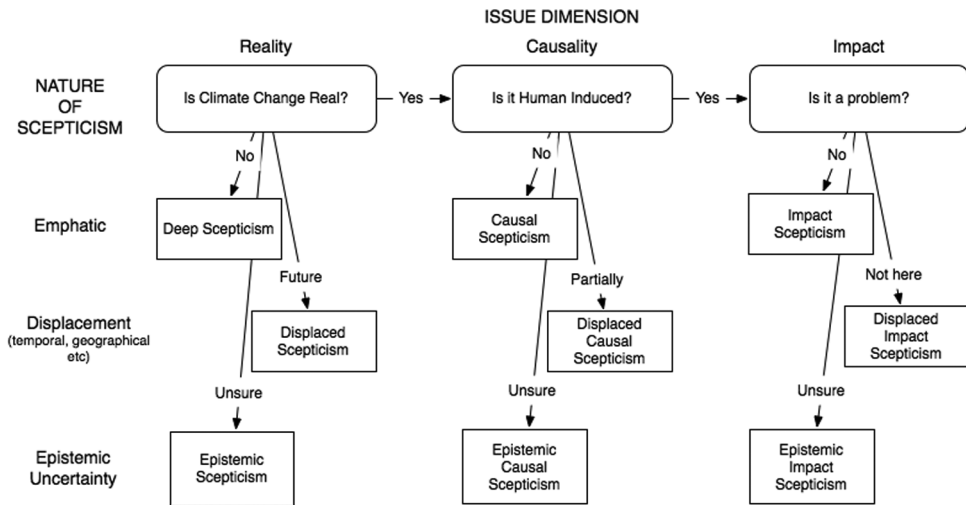 ISSUE DIMENSION
Reality
Causality
Impact
NATURE
OF
SCEPTICISM
Is Climate Change Real?
Yes
Is it Human Induced?
Yes
Is it a problem?
No
No
No
Emphatic
Deep Scepticism
Causal
Scepticism
Impact
Scepticism
Future
Partially
Not here
Displacement
(temporal, geographical
etc)
Displaced
Scepticism
Displaced
Causal
Scepticism
Displaced
Impact
Scepticism
Unsure
Unsure
Unsure
Epistemic
Uncertainty
Epistemic
Scepticism
Epistemic
Causal
Scepticism
Epistemic
Impact
Scepticism